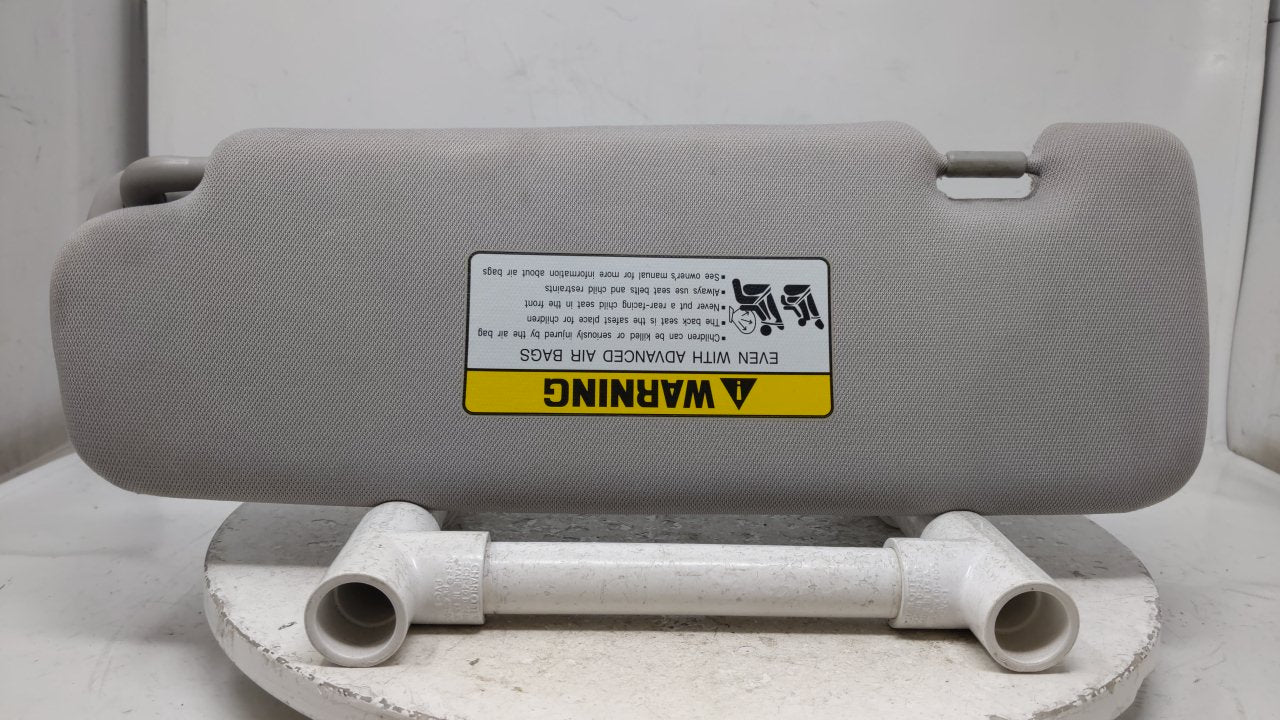 WARNING
EVEN WITH ADVANCED AIR BAGS
• Children can be killed or seriously injured by the air bag
• The back seat is the safest place for children
• Never put a rear-facing child seat in the front
• Always use seat belts and child restraints
• See owner's manual for more information about air bags